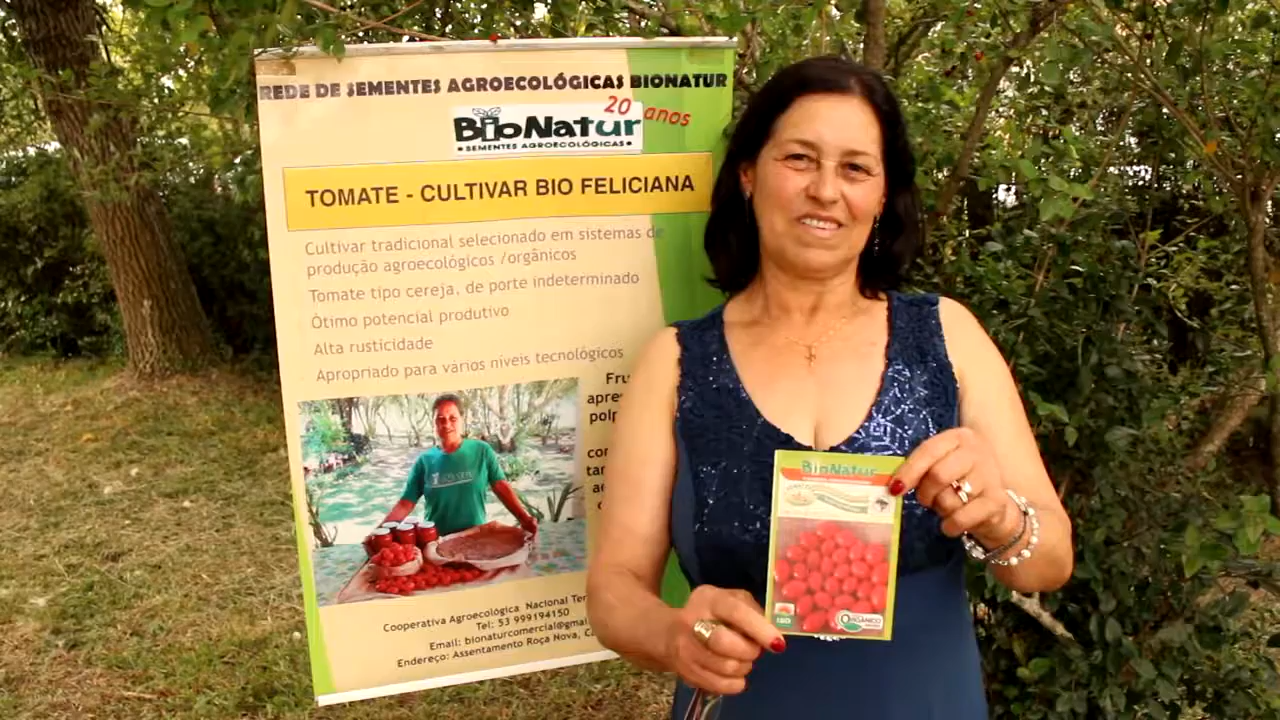 REDE DE SEMENTES AGROECOLÓGICAS BIONATUR
20 anos
BioNatur
• SEMENTES AGROECOLÓGICAS •
TOMATE - CULTIVAR BIO FELICIANA
Cultivar tradicional selecionado em sistemas de
produção agroecológicos /orgânicos
Tomate tipo cereja, de porte indeterminado
Ótimo potencial produtivo
Alta rusticidade
Apropriado para vários níveis tecnológicos
Cooperativa Agroecológica Nacional
Tel: 53 999194150
Email: bionaturcomercial@gmai
Endereço: Assentamento Roça Nova,
BioNatur
ORGÂNICO